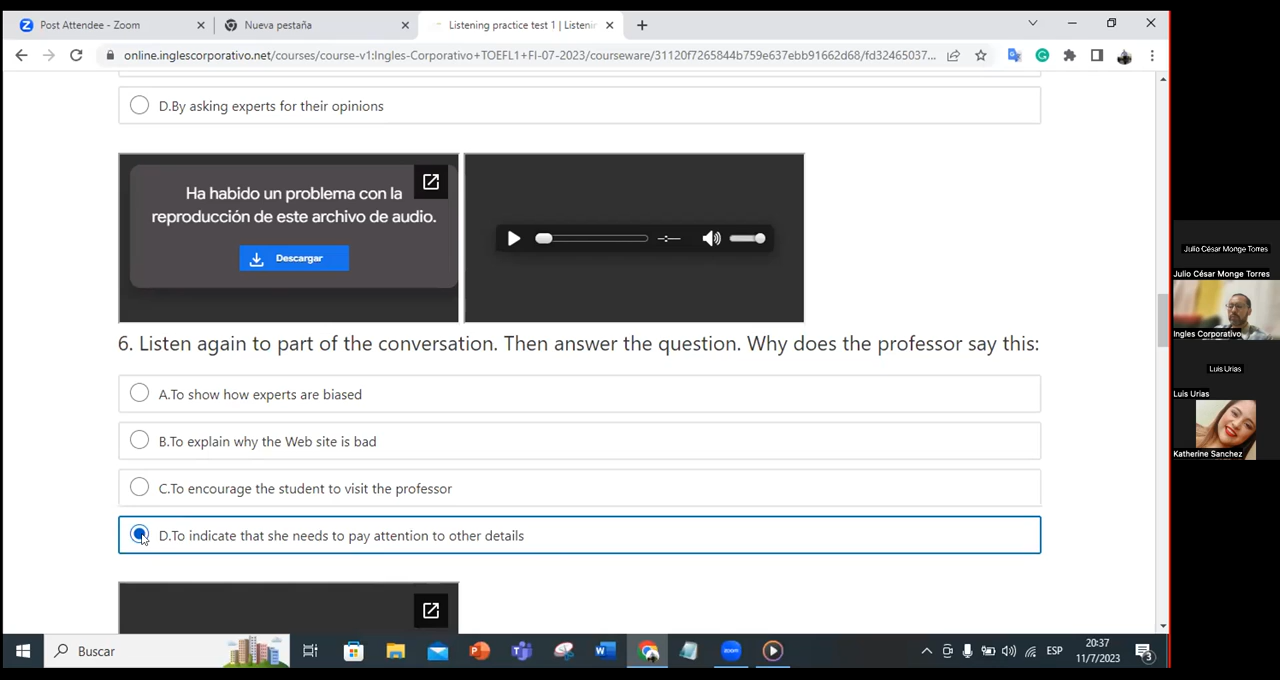 Post Attendee - Zoom
Nueva pestaña
Listening practice test 1 | Listenin
online.inglescorporativo.net/courses/course-v1:Ingles-Corporativo+TOEFL1+FI-07-2023/courseware/31120f7265844b759e637ebb91662d68/fd32465037...
D.By asking experts for their opinions
Ha habido un problema con la
reproducción de este archivo de audio.
Descargar
6. Listen again to part of the conversation. Then answer the question. Why does the professor say this:
A.To show how experts are biased
B.To explain why the Web site is bad
C.To encourage the student to visit the professor
D.To indicate that she needs to pay attention to other details
Julio César Monge Torres
Julio César Monge Torres
Ingles Corporativo
Luis Urias
Luis Urias
Katherine Sanchez
Buscar
zoom
ESP
20:37
11/7/2023
3